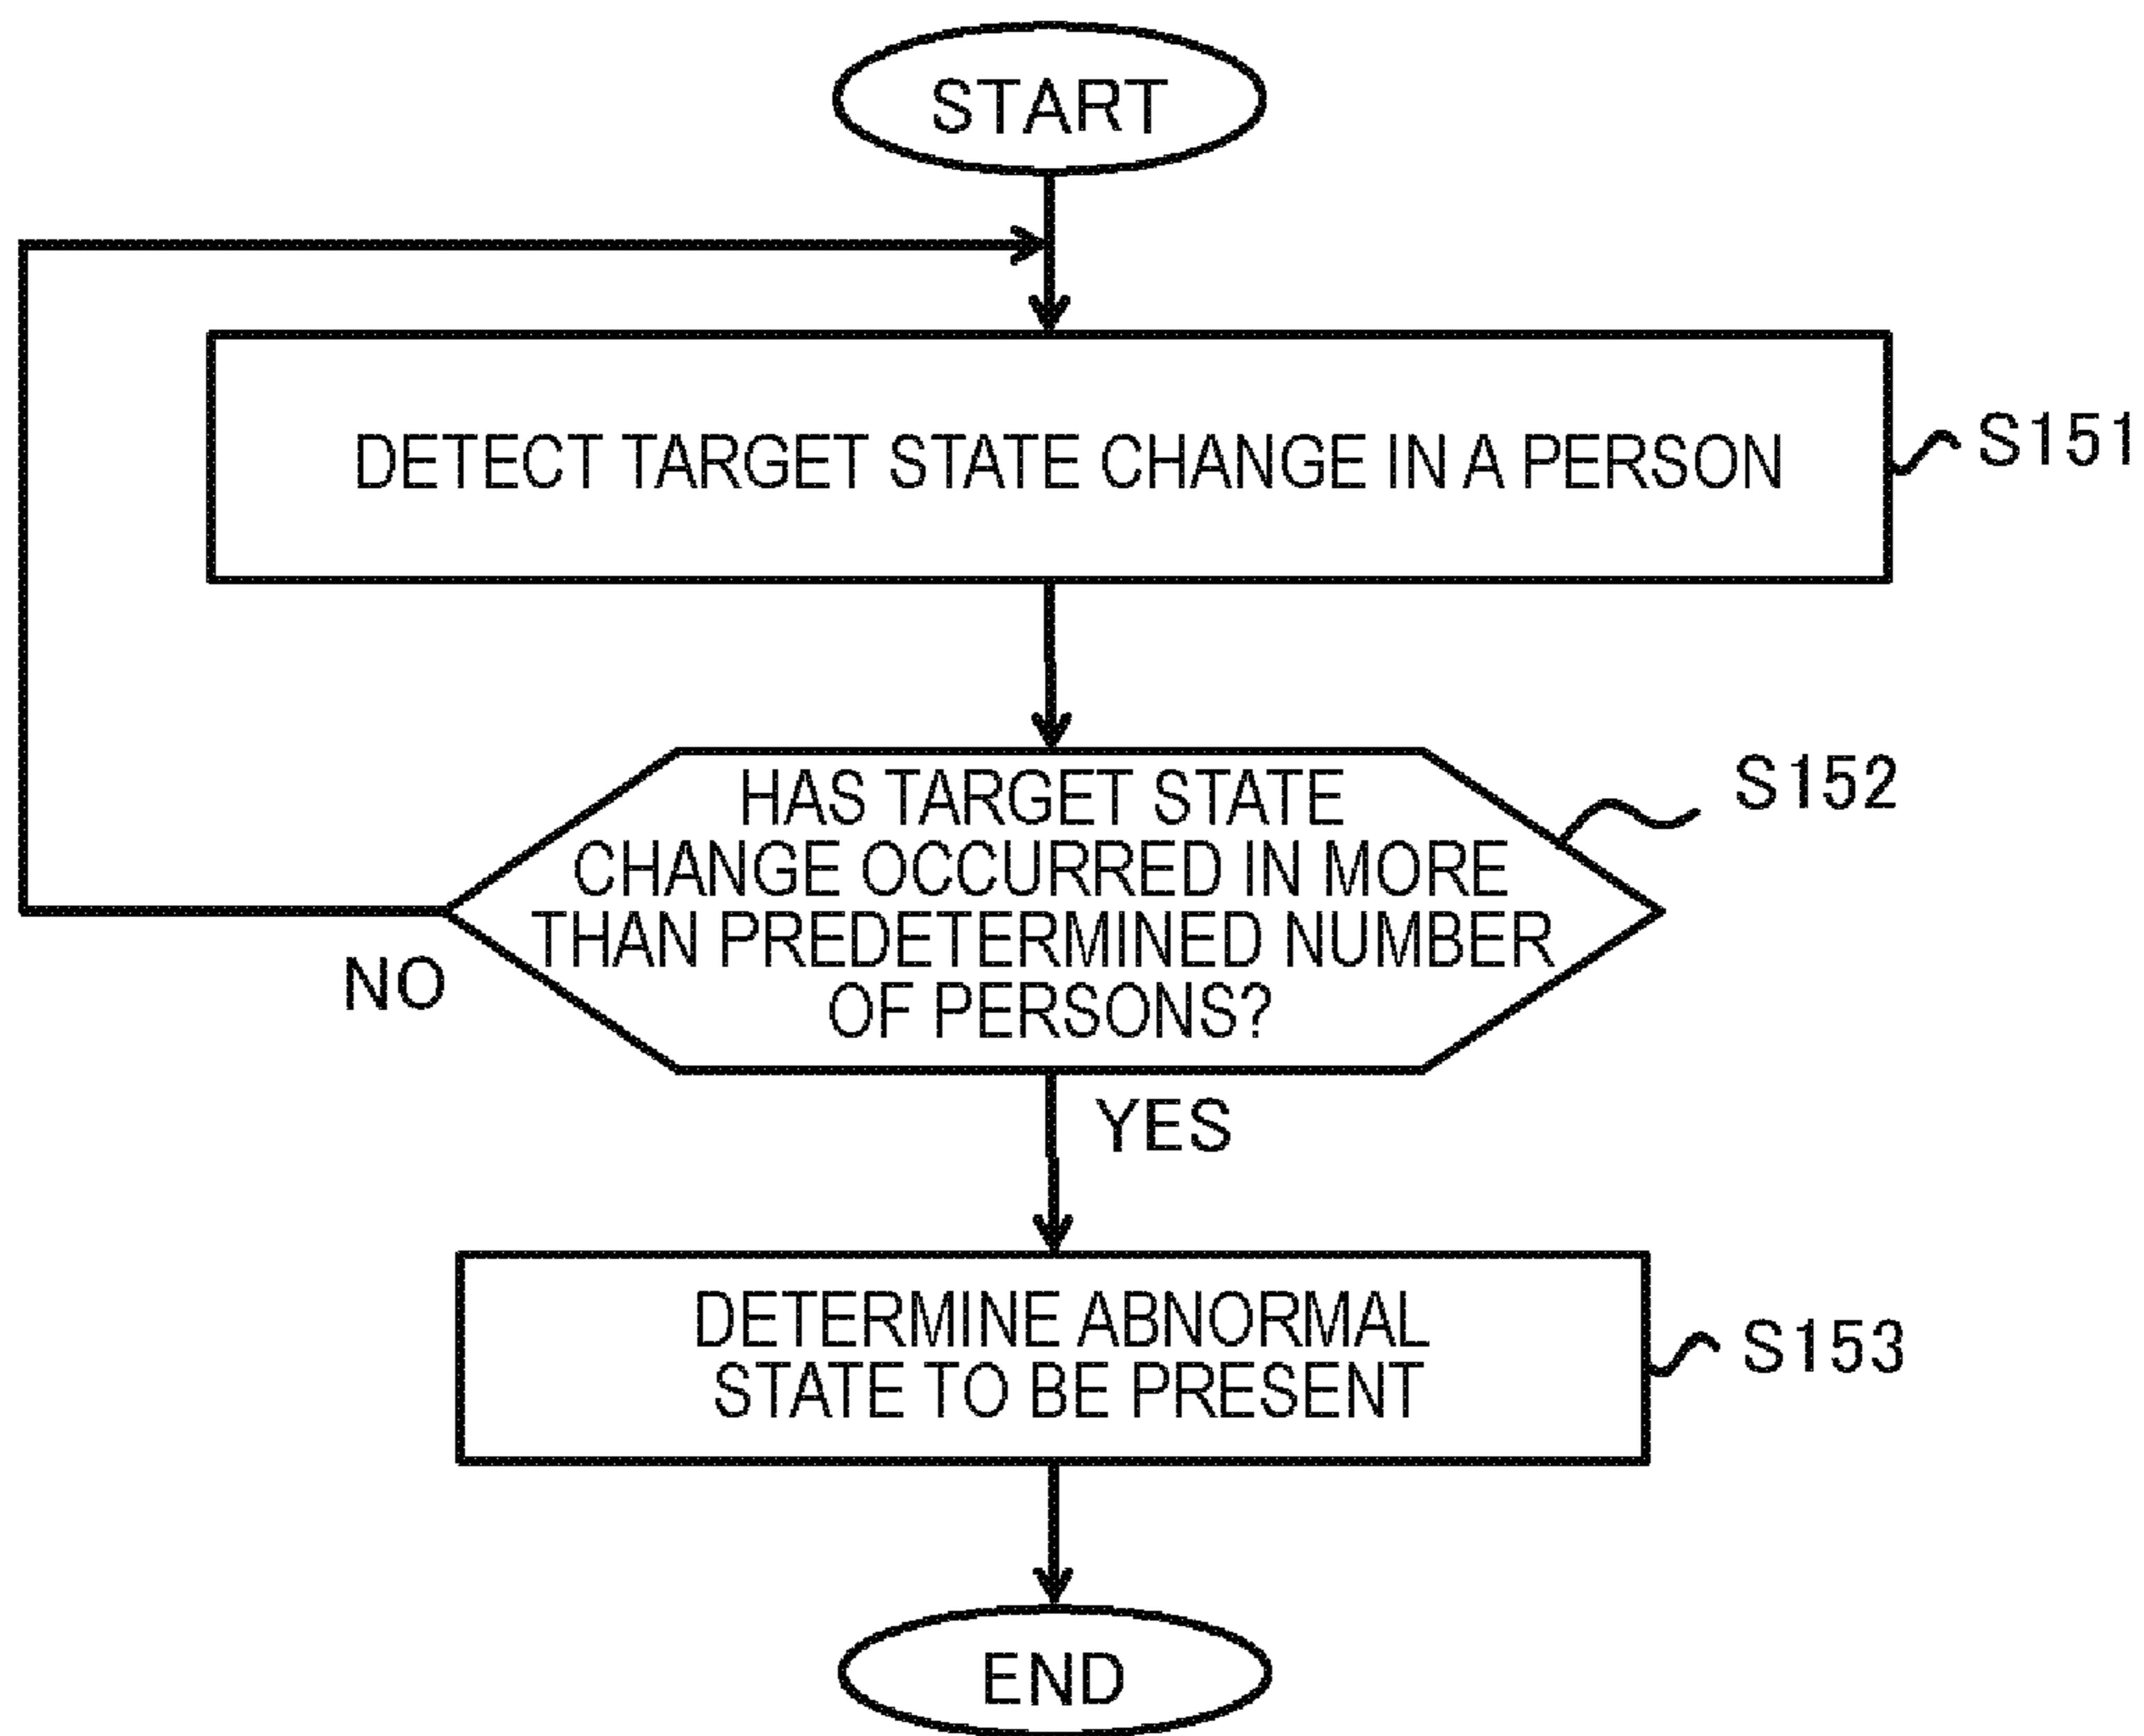 START
DETECT TARGET STATE CHANGE IN A PERSON
S151
HAS TARGET STATE
CHANGE OCCURRED IN MORE
THAN PREDETERMINED NUMBER
OF PERSONS?
S152
NO
YES
DETERMINE ABNORMAL
STATE TO BE PRESENT
S153
END